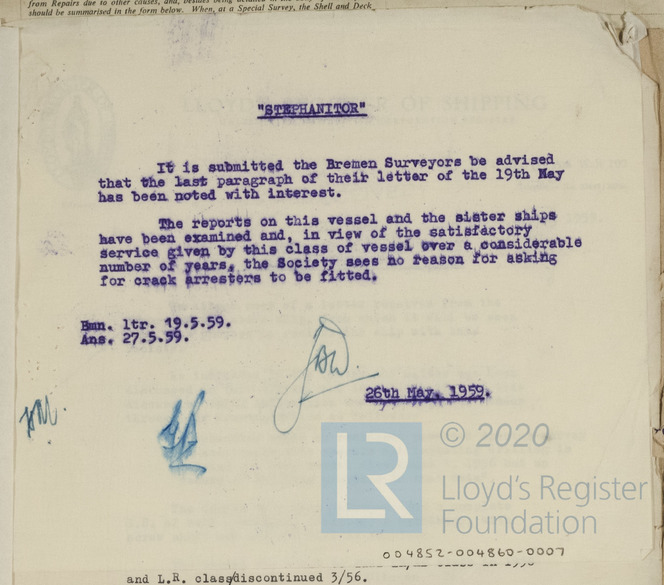 from Repairs due to other causes, and, besides being detailed in the
should be summarised in the form below. When, at a Special Survey, the Shell and Deck
"STEPHANITOR"
It is submitted the Bremen Surveyors be advised
that the last paragraph of their letter of the 19th May
has been noted with interest.
The reports on this vessel and the sister ships
have been examined and, in view of the satisfactory
service given by this class of vessel over a considerable
number of years, the Society sees no reason for asking
for crack arresters to be fitted.
Bmn. ltr. 19.5.59.
Ans. 27.5.59.
26th May, 1959.
LR
© 2020
Lloyd's Register
Foundation
004852-004860-0007
and L.R. class discontinued 3/56.